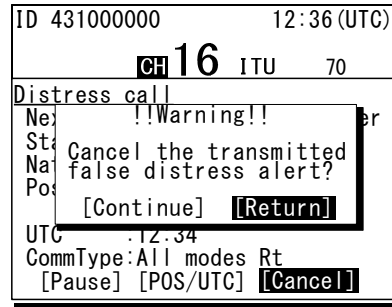 ID 431000000 12:36(UTC)
CH 16 ITU 70
Distress call
!!Warning!!
Cancel the transmitted
false distress alert?
[Continue] [Return]
UTC :12:34
CommType:All modes Rt
[Pause] [POS/UTC] [Cancel]